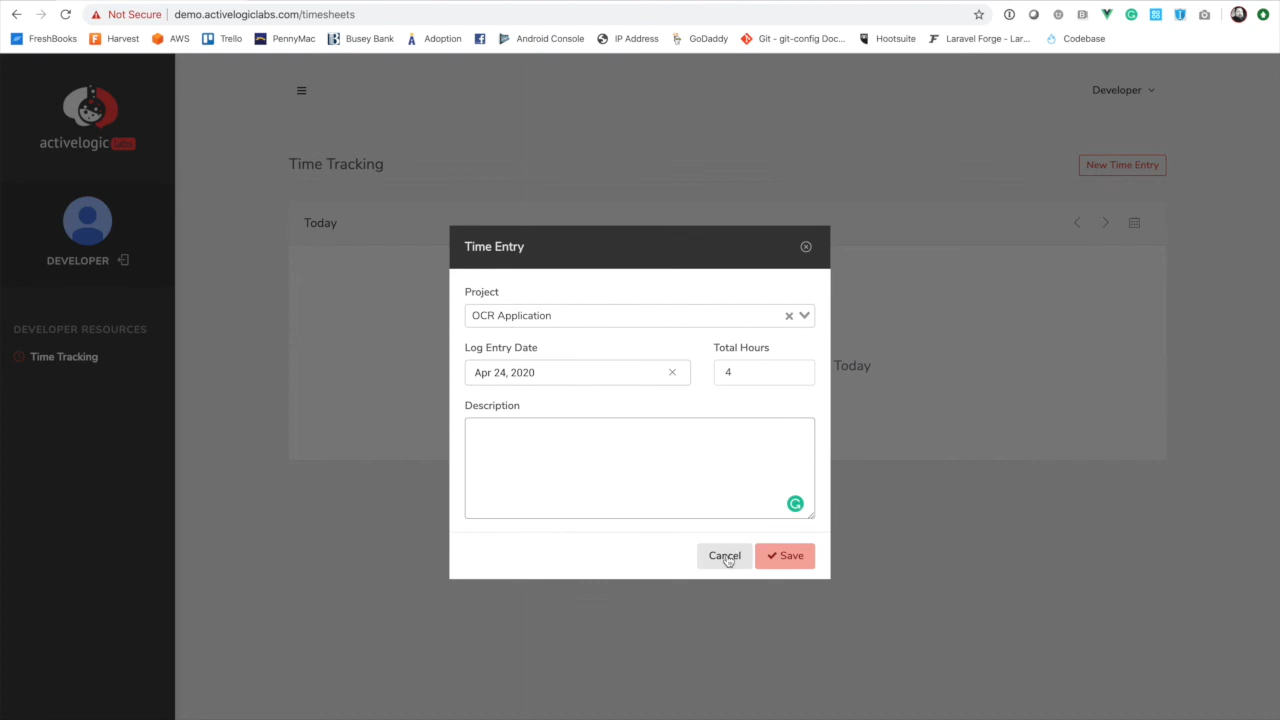 Not Secure demo.activelogiclabs.com/timesheets
FreshBooks Harvest AWS Trello PennyMac Busey Bank Adoption Android Console IP Address GoDaddy Git - git-config Doc... Hootsuite Laravel Forge - Lar... Codebase
activelogic Labs
Developer
Time Tracking
New Time Entry
DEVELOPER
Today
Time Entry
Project
OCR Application
DEVELOPER RESOURCES
Time Tracking
Log Entry Date Total Hours
Apr 24, 2020 4
Today
Description
Cancel Save